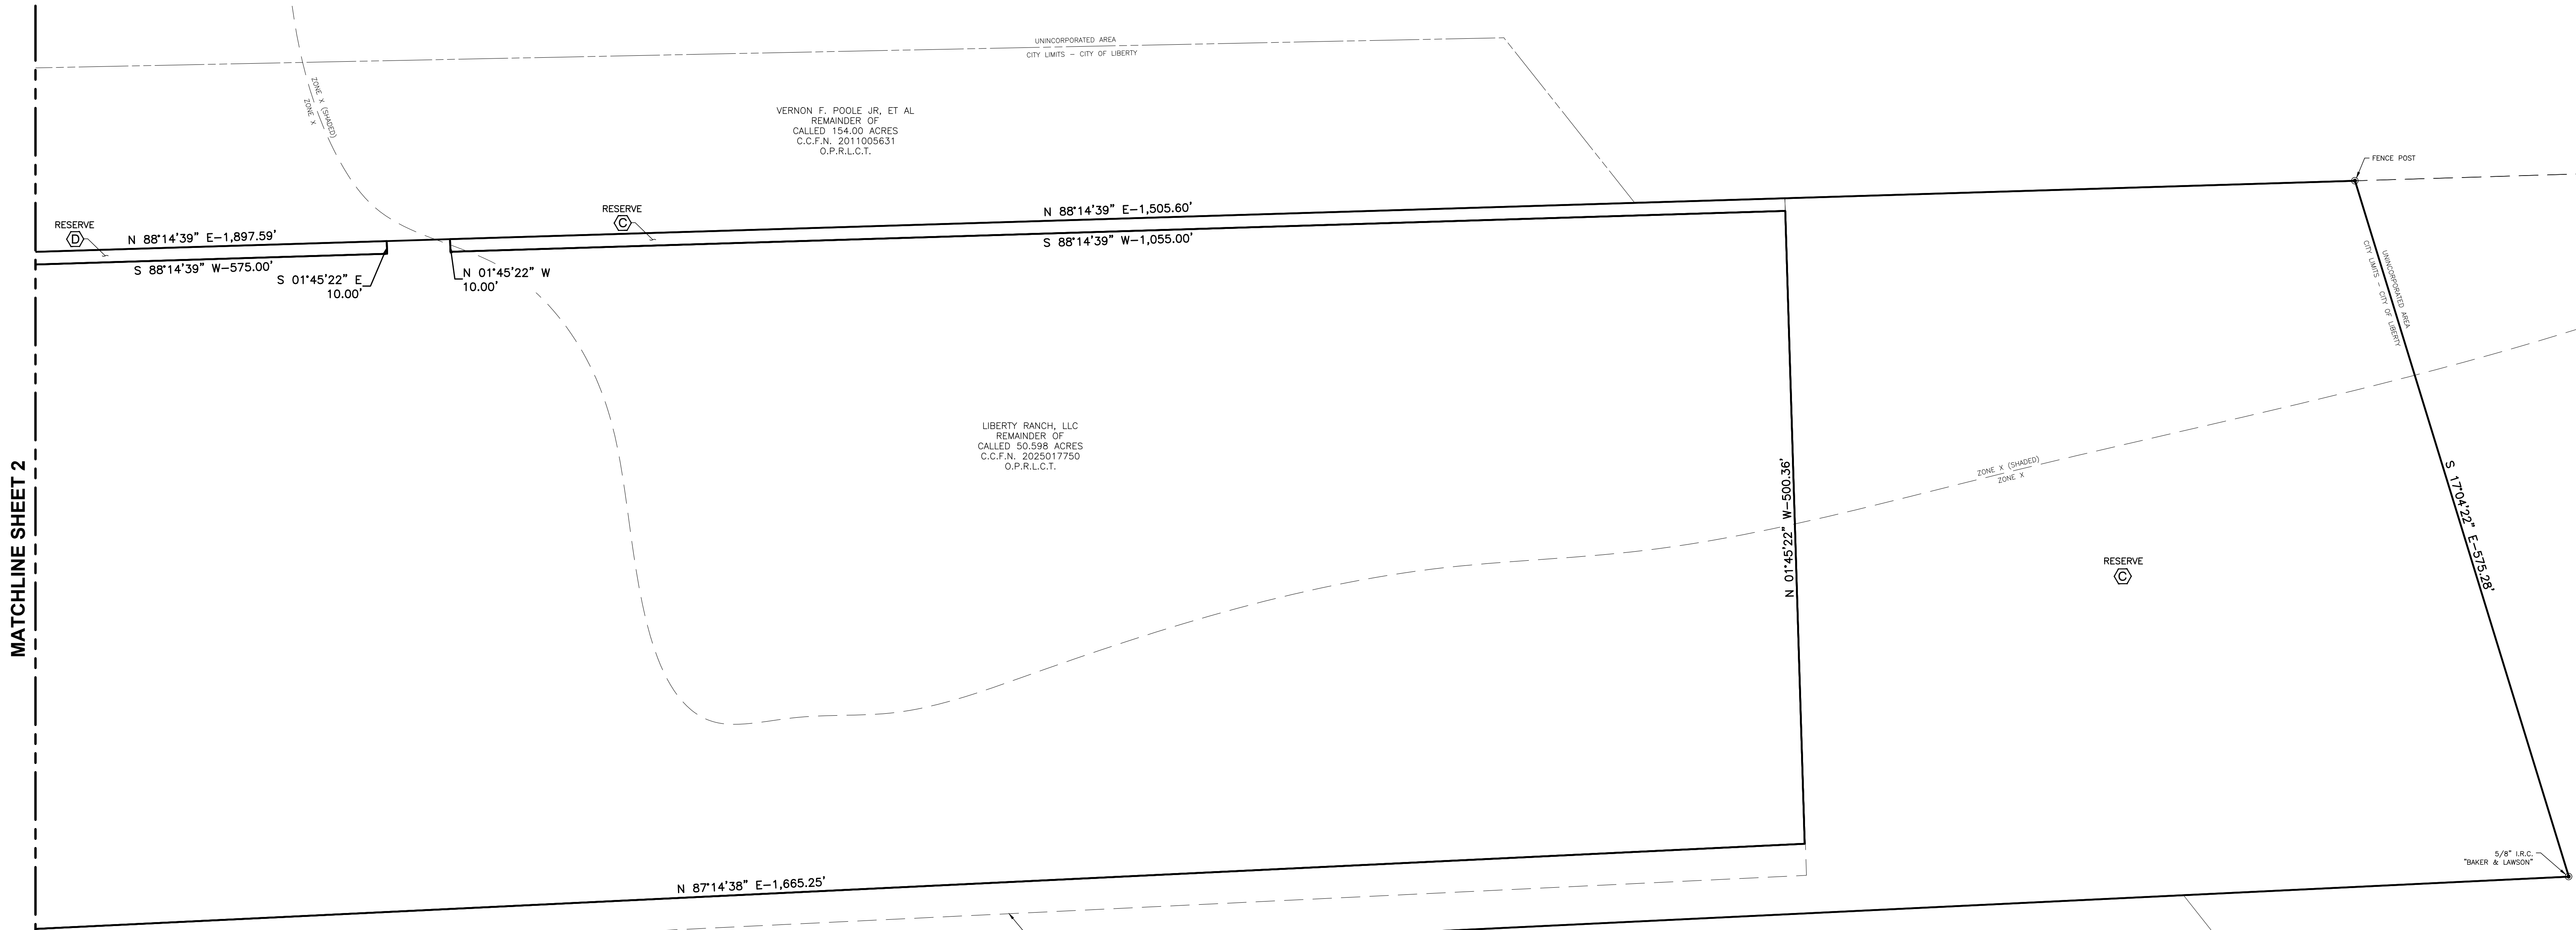 UNINCORPORATED AREA
CITY LIMITS – CITY OF LIBERTY
ZONE X (SHADED)
ZONE X
VERNON F. POOLE JR, ET AL
REMAINDER OF
CALLED 154.00 ACRES
C.C.F.N. 2011005631
O.P.R.L.C.T.
FENCE POST
RESERVE
D
N 88°14'39" E–1,897.59'
S 88°14'39" W–575.00'
S 01°45'22" E
10.00'
RESERVE
C
N 01°45'22" W
10.00'
N 88°14'39" E–1,505.60'
S 88°14'39" W–1,055.00'
UNINCORPORATED AREA
CITY LIMITS – CITY OF LIBERTY
LIBERTY RANCH, LLC
REMAINDER OF
CALLED 50.598 ACRES
C.C.F.N. 2025017750
O.P.R.L.C.T.
MATCHLINE SHEET 2
N 01°45'22" W–500.36'
ZONE X (SHADED)
ZONE X
RESERVE
C
S 17°04'22" E–575.28'
N 87°14'38" E–1,665.25'
5/8" I.R.C.
"BAKER & LAWSON"